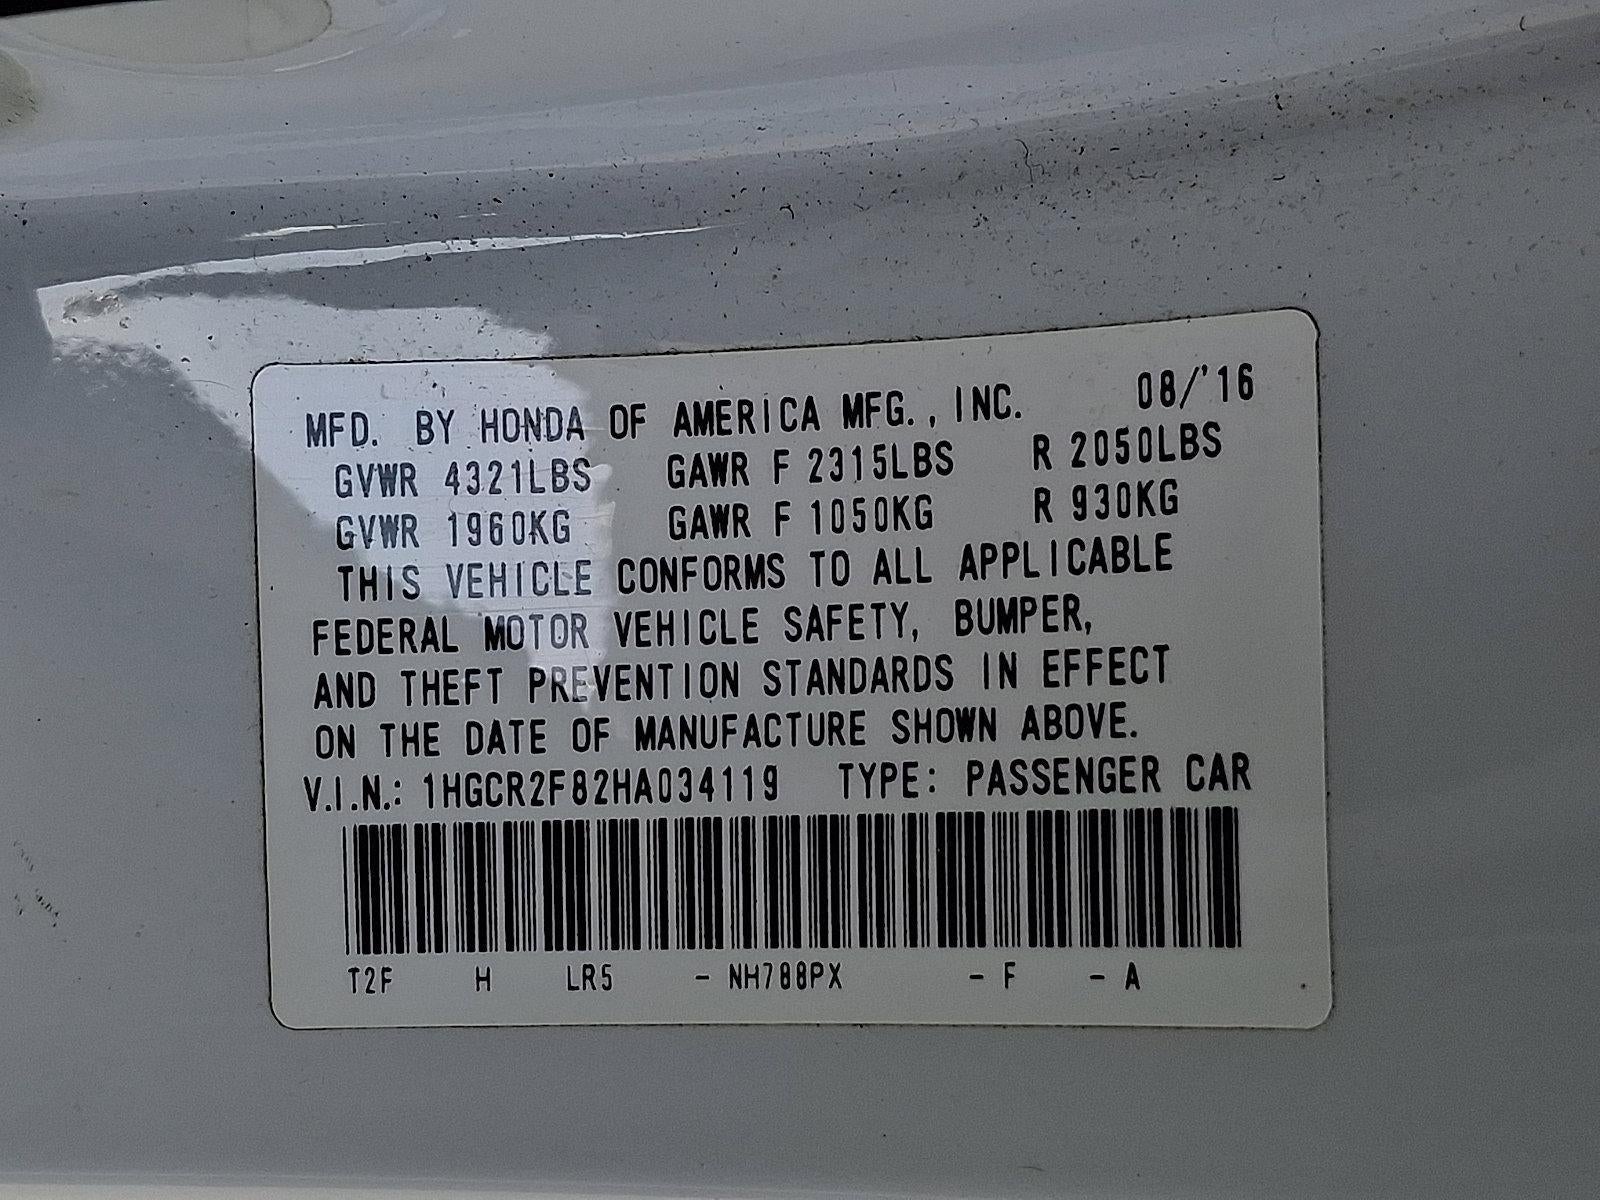 MFD. BY HONDA OF AMERICA MFG., INC. 08/'16
GVWR 4321LBS GAWR F 2315LBS R 2050LBS
GVWR 1960KG GAWR F 1050KG R 930KG
THIS VEHICLE CONFORMS TO ALL APPLICABLE
FEDERAL MOTOR VEHICLE SAFETY, BUMPER,
AND THEFT PREVENTION STANDARDS IN EFFECT
ON THE DATE OF MANUFACTURE SHOWN ABOVE.
V.I.N.: 1HGCR2F82HA034119 TYPE: PASSENGER CAR
T2F H LR5 - NH788PX - F - A